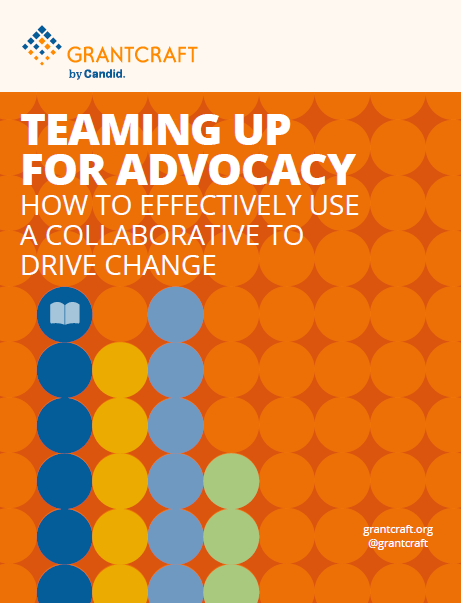 GRANTCRAFT
by Candid.
TEAMING UP
FOR ADVOCACY
HOW TO EFFECTIVELY USE
A COLLABORATIVE TO
DRIVE CHANGE
grantcraft.org
@grantcraft